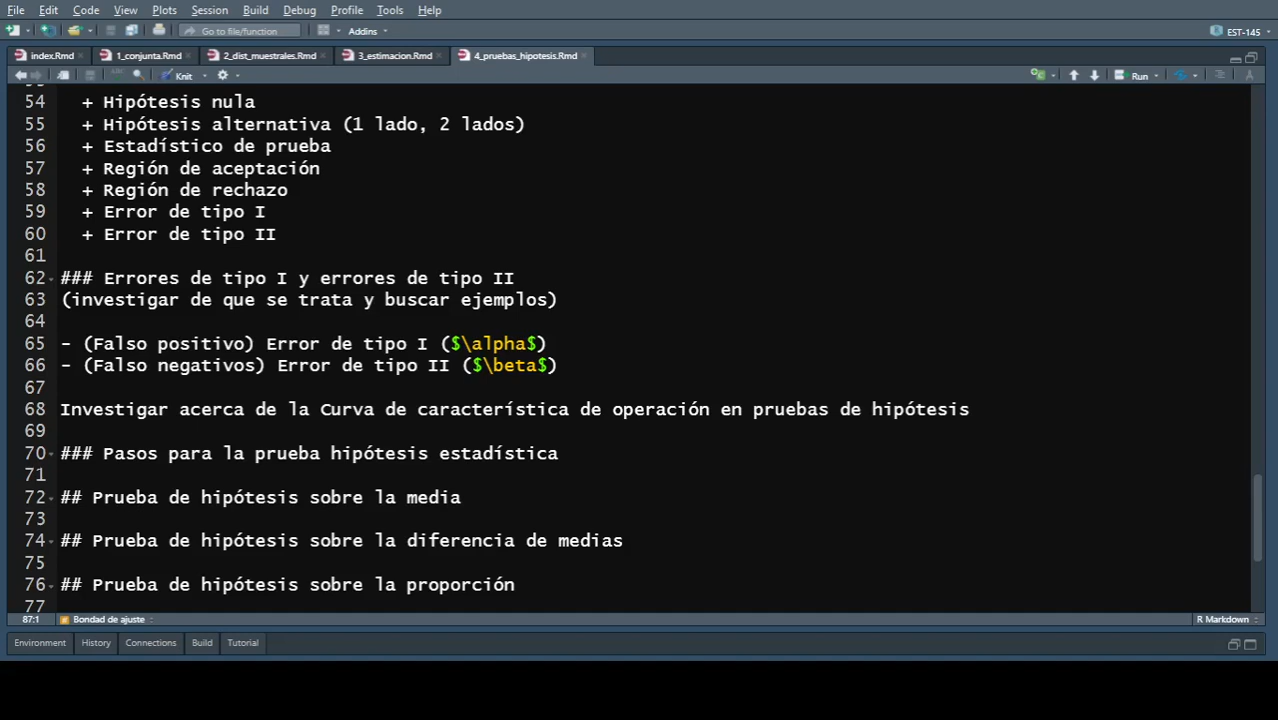 File Edit Code View Plots Session Build Debug Profile Tools Help
Go to file/function Addins EST-145
index.Rmd 1_conjunta.Rmd 2_dist_muestrales.Rmd 3_estimacion.Rmd 4_pruebas_hipotesis.Rmd
Knit Run
54 + Hipótesis nula
55 + Hipótesis alternativa (1 lado, 2 lados)
56 + Estadístico de prueba
57 + Región de aceptación
58 + Región de rechazo
59 + Error de tipo I
60 + Error de tipo II
61
62 ### Errores de tipo I y errores de tipo II
63 (investigar de que se trata y buscar ejemplos)
64
65 - (Falso positivo) Error de tipo I ($\alpha$)
66 - (Falso negativos) Error de tipo II ($\beta$)
67
68 Investigar acerca de la Curva de característica de operación en pruebas de hipótesis
69
70 ### Pasos para la prueba hipótesis estadística
71
72 ## Prueba de hipótesis sobre la media
73
74 ## Prueba de hipótesis sobre la diferencia de medias
75
76 ## Prueba de hipótesis sobre la proporción
77
87:1 Bondad de ajuste R Markdown
Environment History Connections Build Tutorial